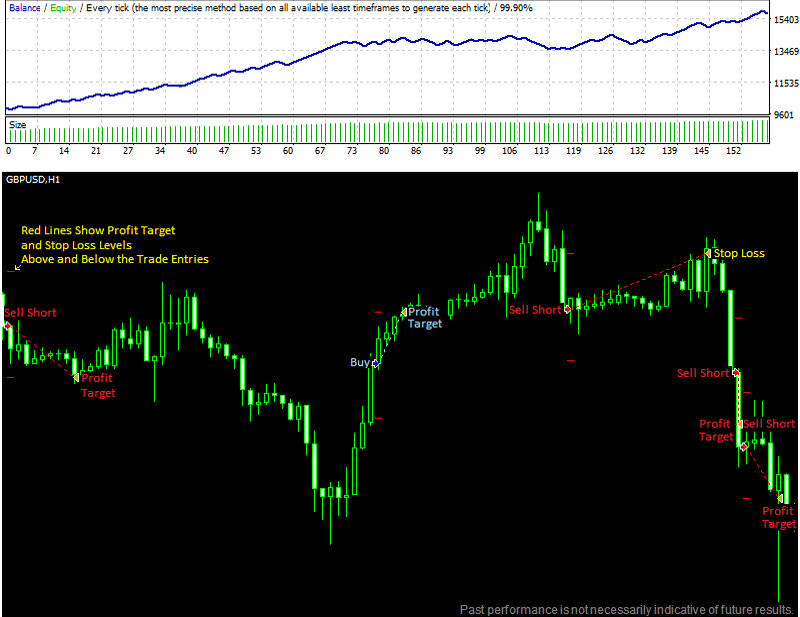 Balance / Equity / Every tick (the most precise method based on all available least timeframes to generate each tick) / 99.90%
15403
13469
11535
9601
Size
0 7 14 21 27 34 40 47 53 60 67 73 80 86 93 99 106 113 119 126 132 139 145 152
GBPUSD,H1
Red Lines Show Profit Target
and Stop Loss Levels
Above and Below the Trade Entries
Stop Loss
Sell Short
Profit
Target
Sell Short
Buy
Profit
Target
Sell Short
Profit
Target
Sell Short
Profit
Target
Past performance is not necessarily indicative of future results.